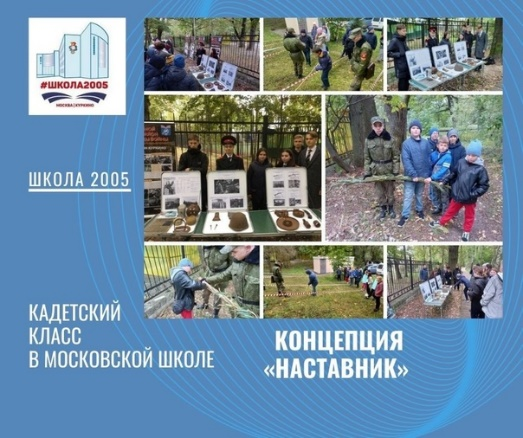 #ШКОЛА2005
МОСКВА|КУРКИНО
ШКОЛА 2005
КАДЕТСКИЙ
КЛАСС
В МОСКОВСКОЙ ШКОЛЕ
КОНЦЕПЦИЯ
«НАСТАВНИК»